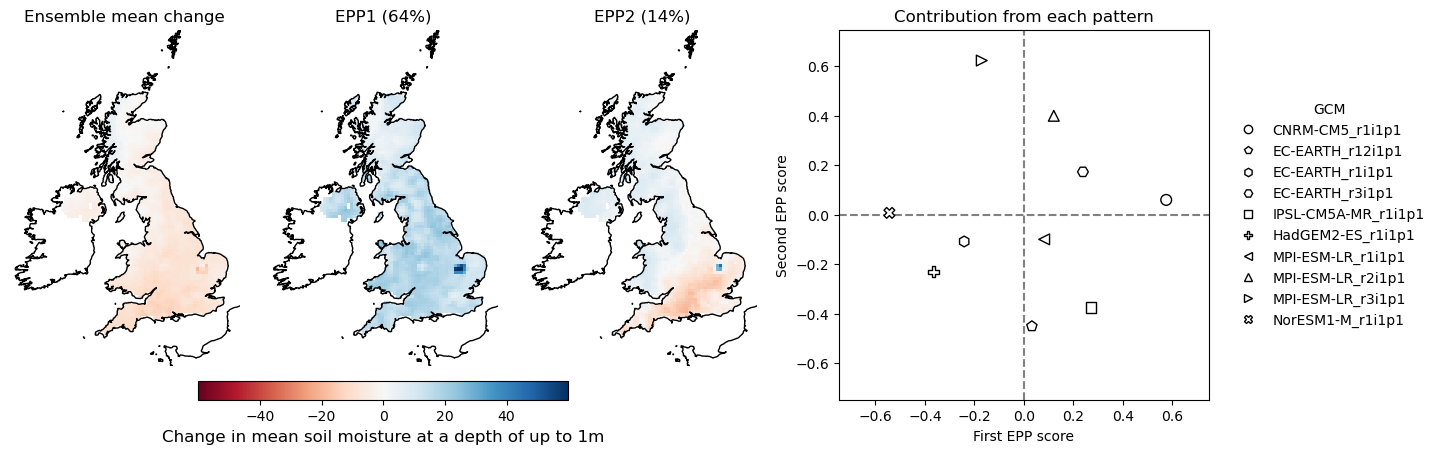 Ensemble mean change
EPP1 (64%)
EPP2 (14%)
−40 −20 0 20 40
Change in mean soil moisture at a depth of up to 1m
Contribution from each pattern
0.6
0.4
0.2
0.0
−0.2
−0.4
−0.6
Second EPP score
−0.6 −0.4 −0.2 0.0 0.2 0.4 0.6
First EPP score
GCM
CNRM-CM5_r1i1p1
EC-EARTH_r12i1p1
EC-EARTH_r1i1p1
EC-EARTH_r3i1p1
IPSL-CM5A-MR_r1i1p1
HadGEM2-ES_r1i1p1
MPI-ESM-LR_r1i1p1
MPI-ESM-LR_r2i1p1
MPI-ESM-LR_r3i1p1
NorESM1-M_r1i1p1